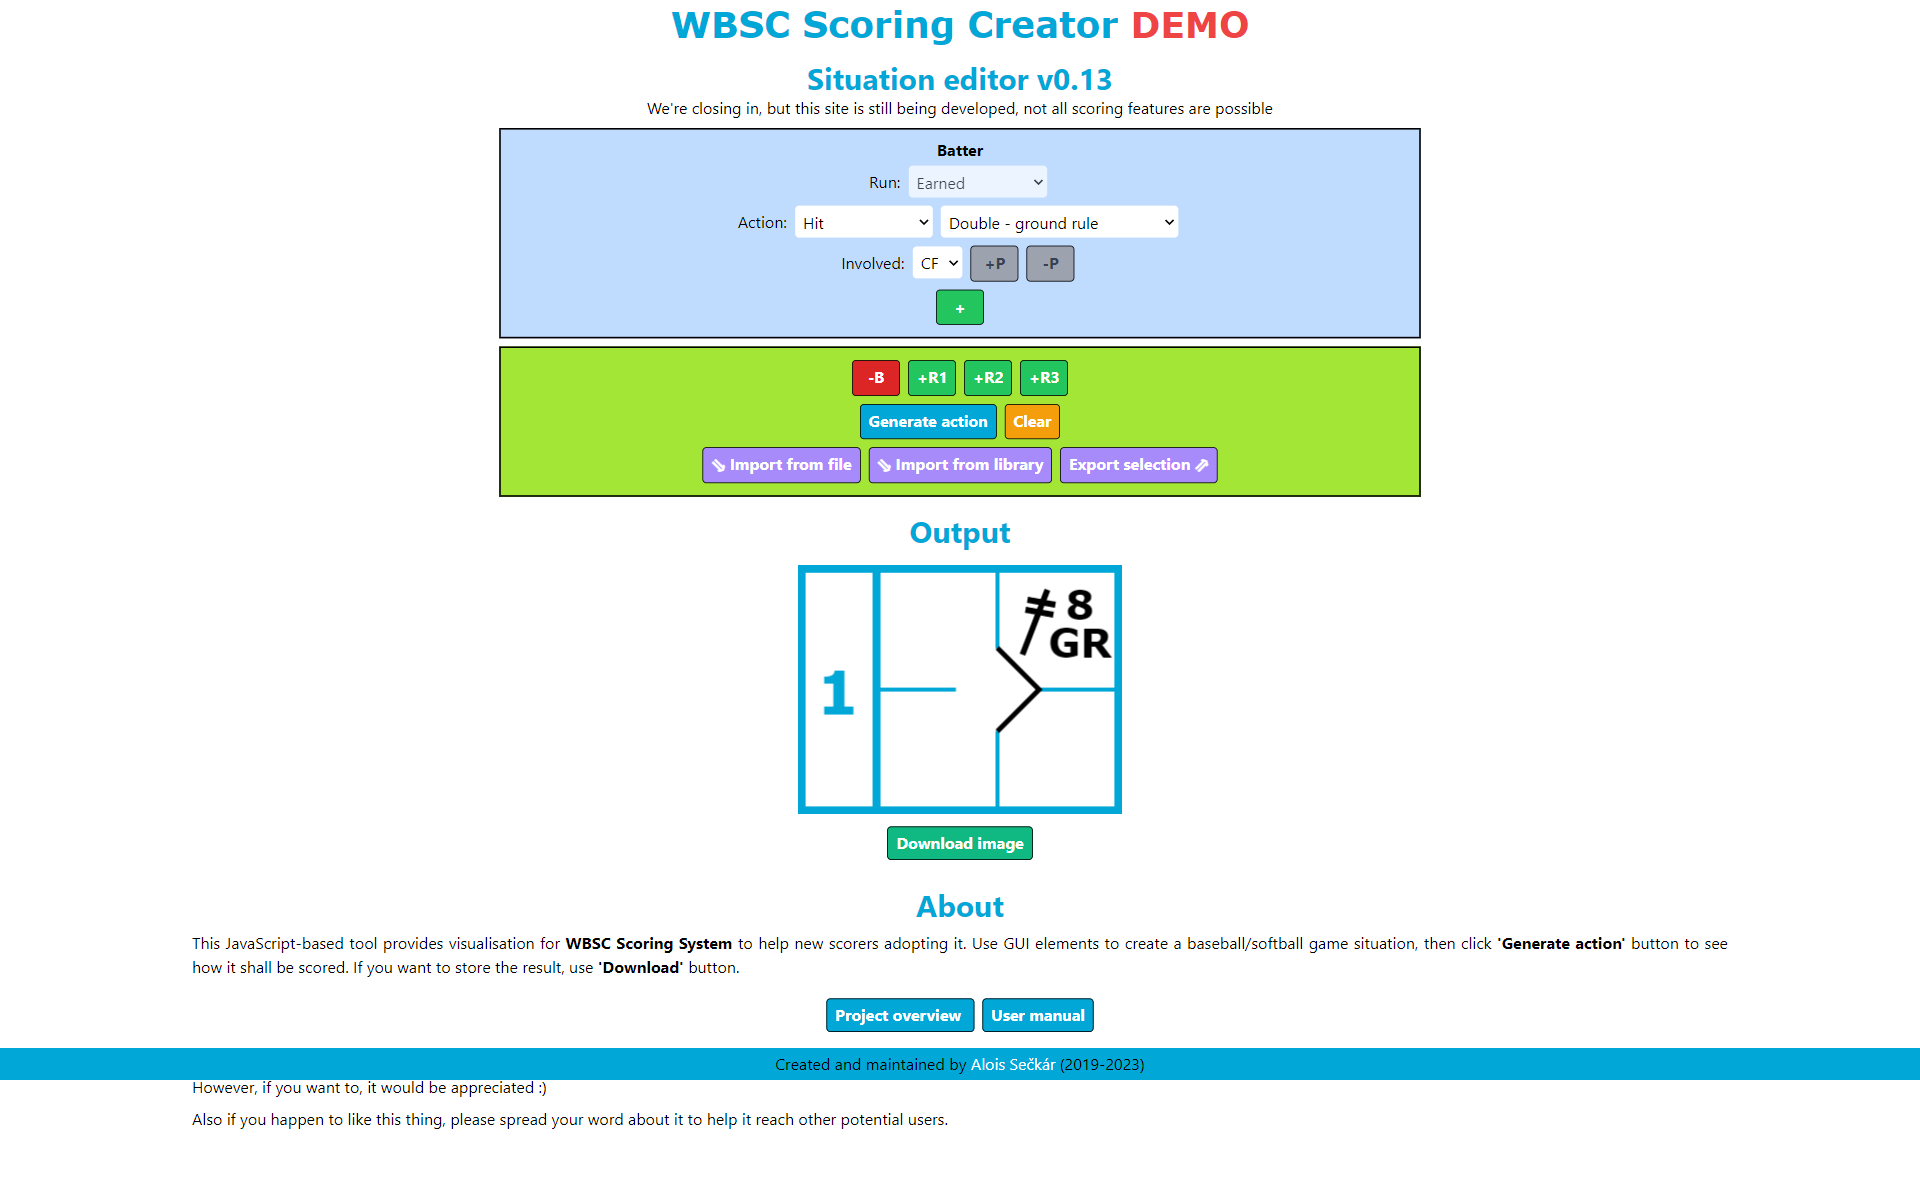 WBSC Scoring Creator DEMO
Situation editor v0.13
We're closing in, but this site is still being developed, not all scoring features are possible
Batter
Run: Earned
Action: Hit Double - ground rule
Involved: CF +P -P
+
-B +R1 +R2 +R3
Generate action Clear
⇘ Import from file ⇘ Import from library Export selection ⇗
Output
8
GR
1
Download image
About
This JavaScript-based tool provides visualisation for WBSC Scoring System to help new scorers adopting it. Use GUI elements to create a baseball/softball game situation, then click 'Generate action' button to see
how it shall be scored. If you want to store the result, use 'Download' button.
Project overview User manual
Created and maintained by Alois Sečkár (2019-2023)
However, if you want to, it would be appreciated :)
Also if you happen to like this thing, please spread your word about it to help it reach other potential users.